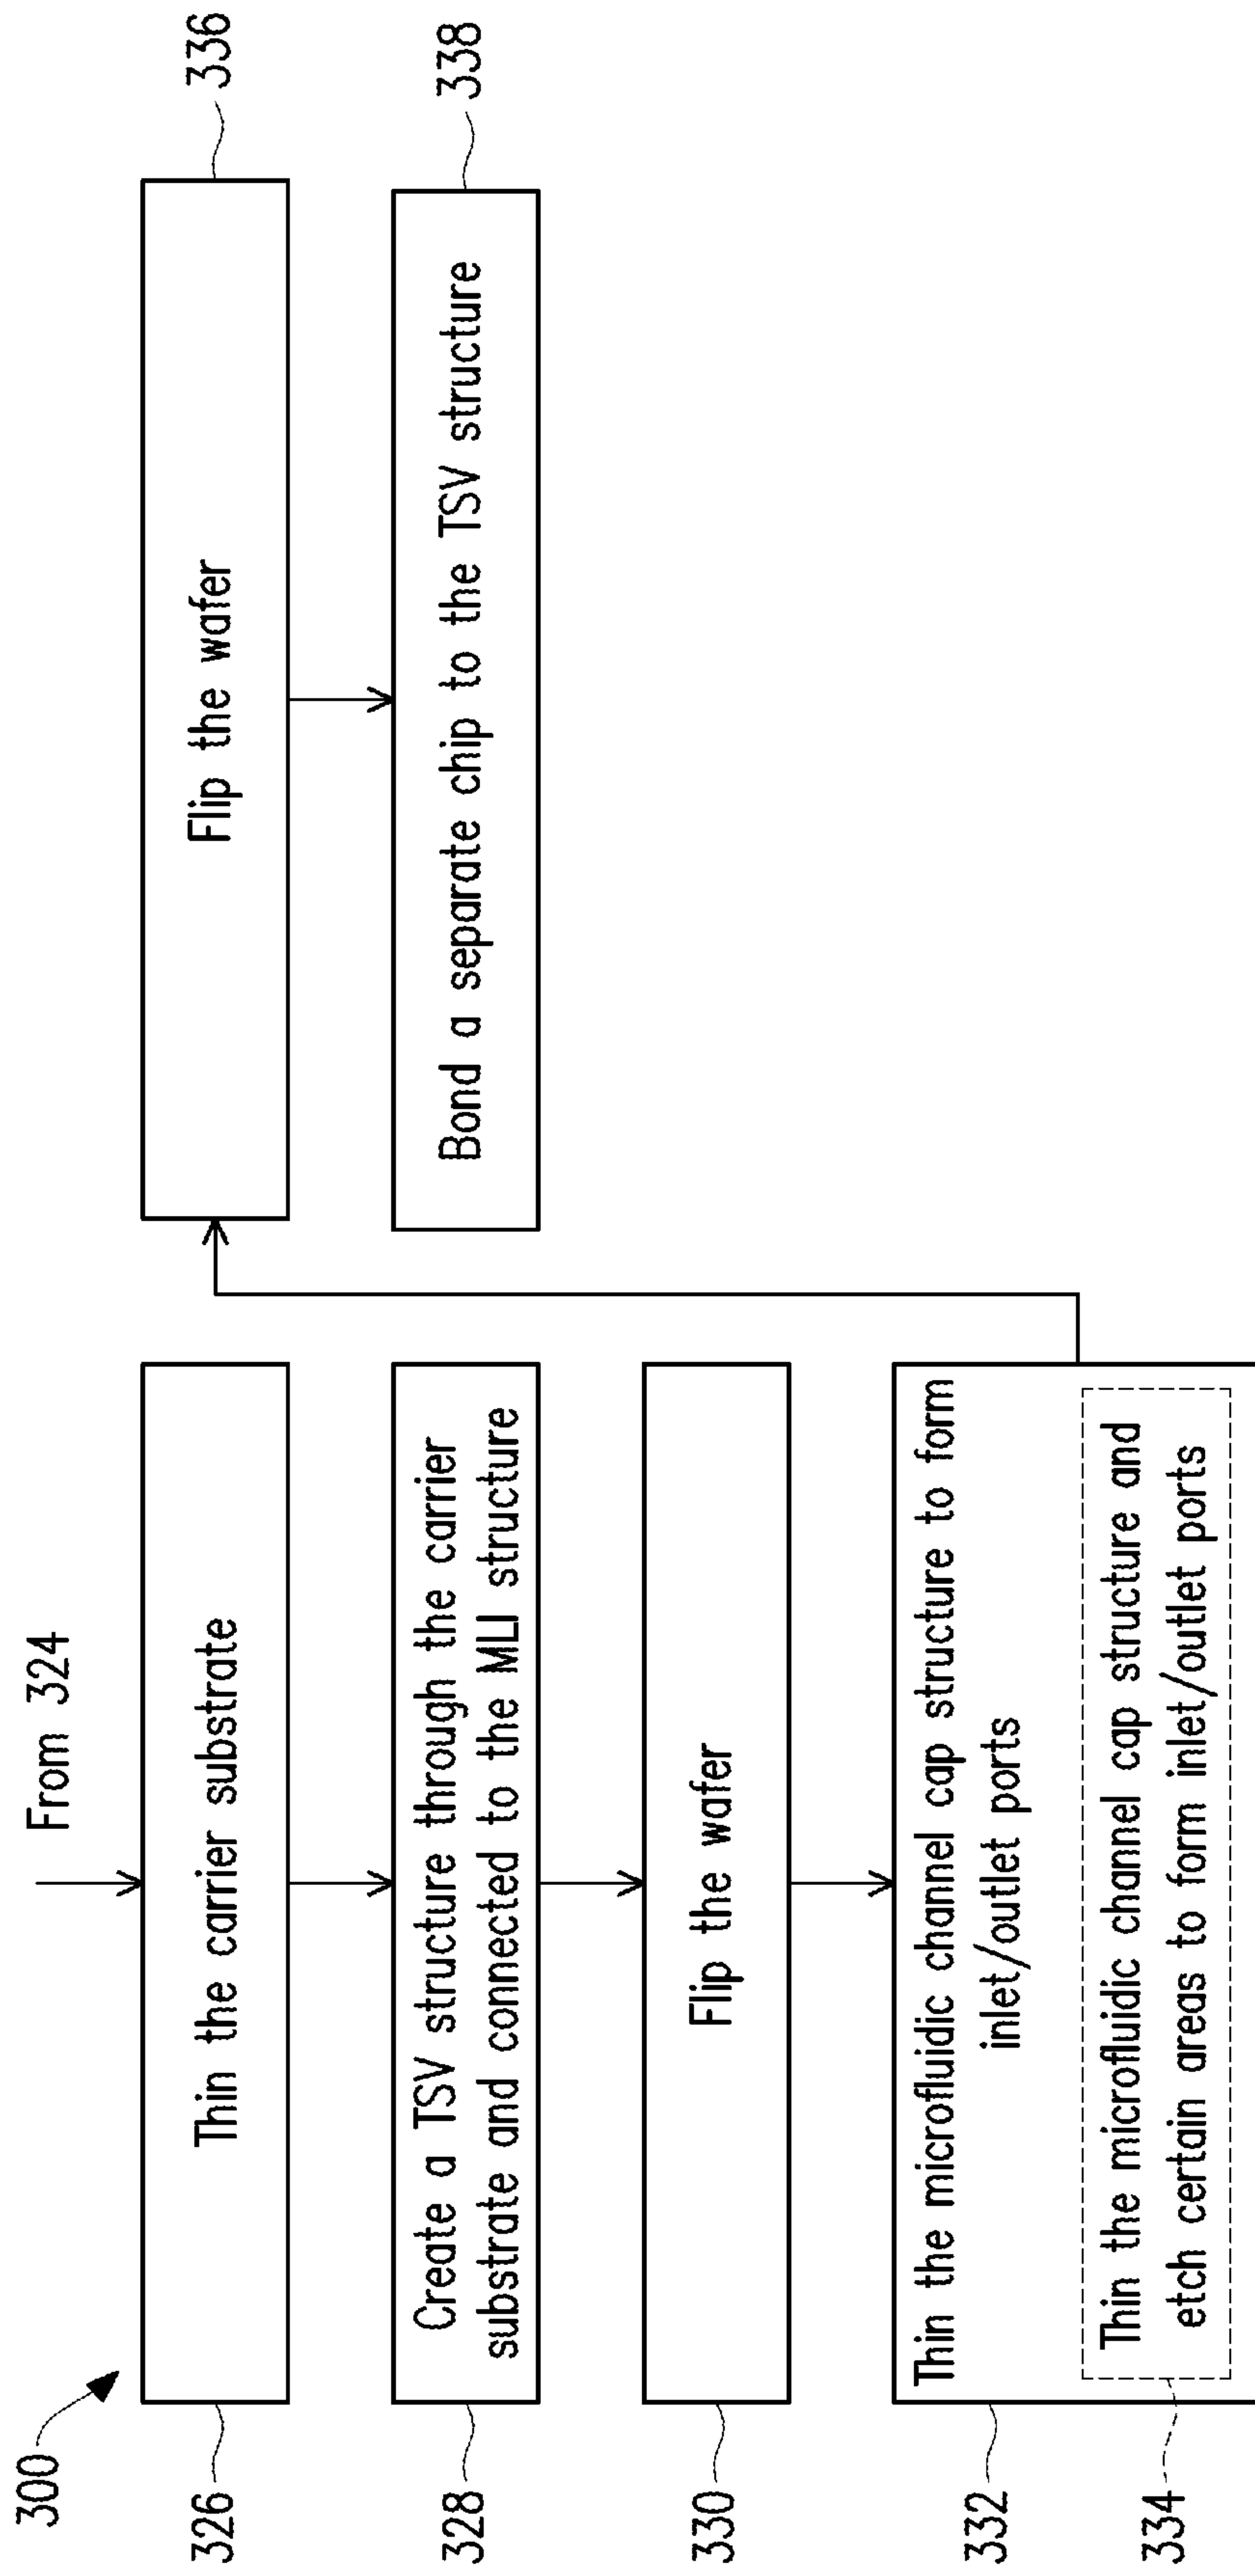 300
From 324
326
Thin the carrier substrate
328
Create a TSV structure through the carrier
substrate and connected to the MLI structure
330
Flip the wafer
332
Thin the microfluidic channel cap structure to form
inlet/outlet ports
334
Thin the microfluidic channel cap structure and
etch certain areas to form inlet/outlet ports
Flip the wafer
336
Bond a separate chip to the TSV structure
338